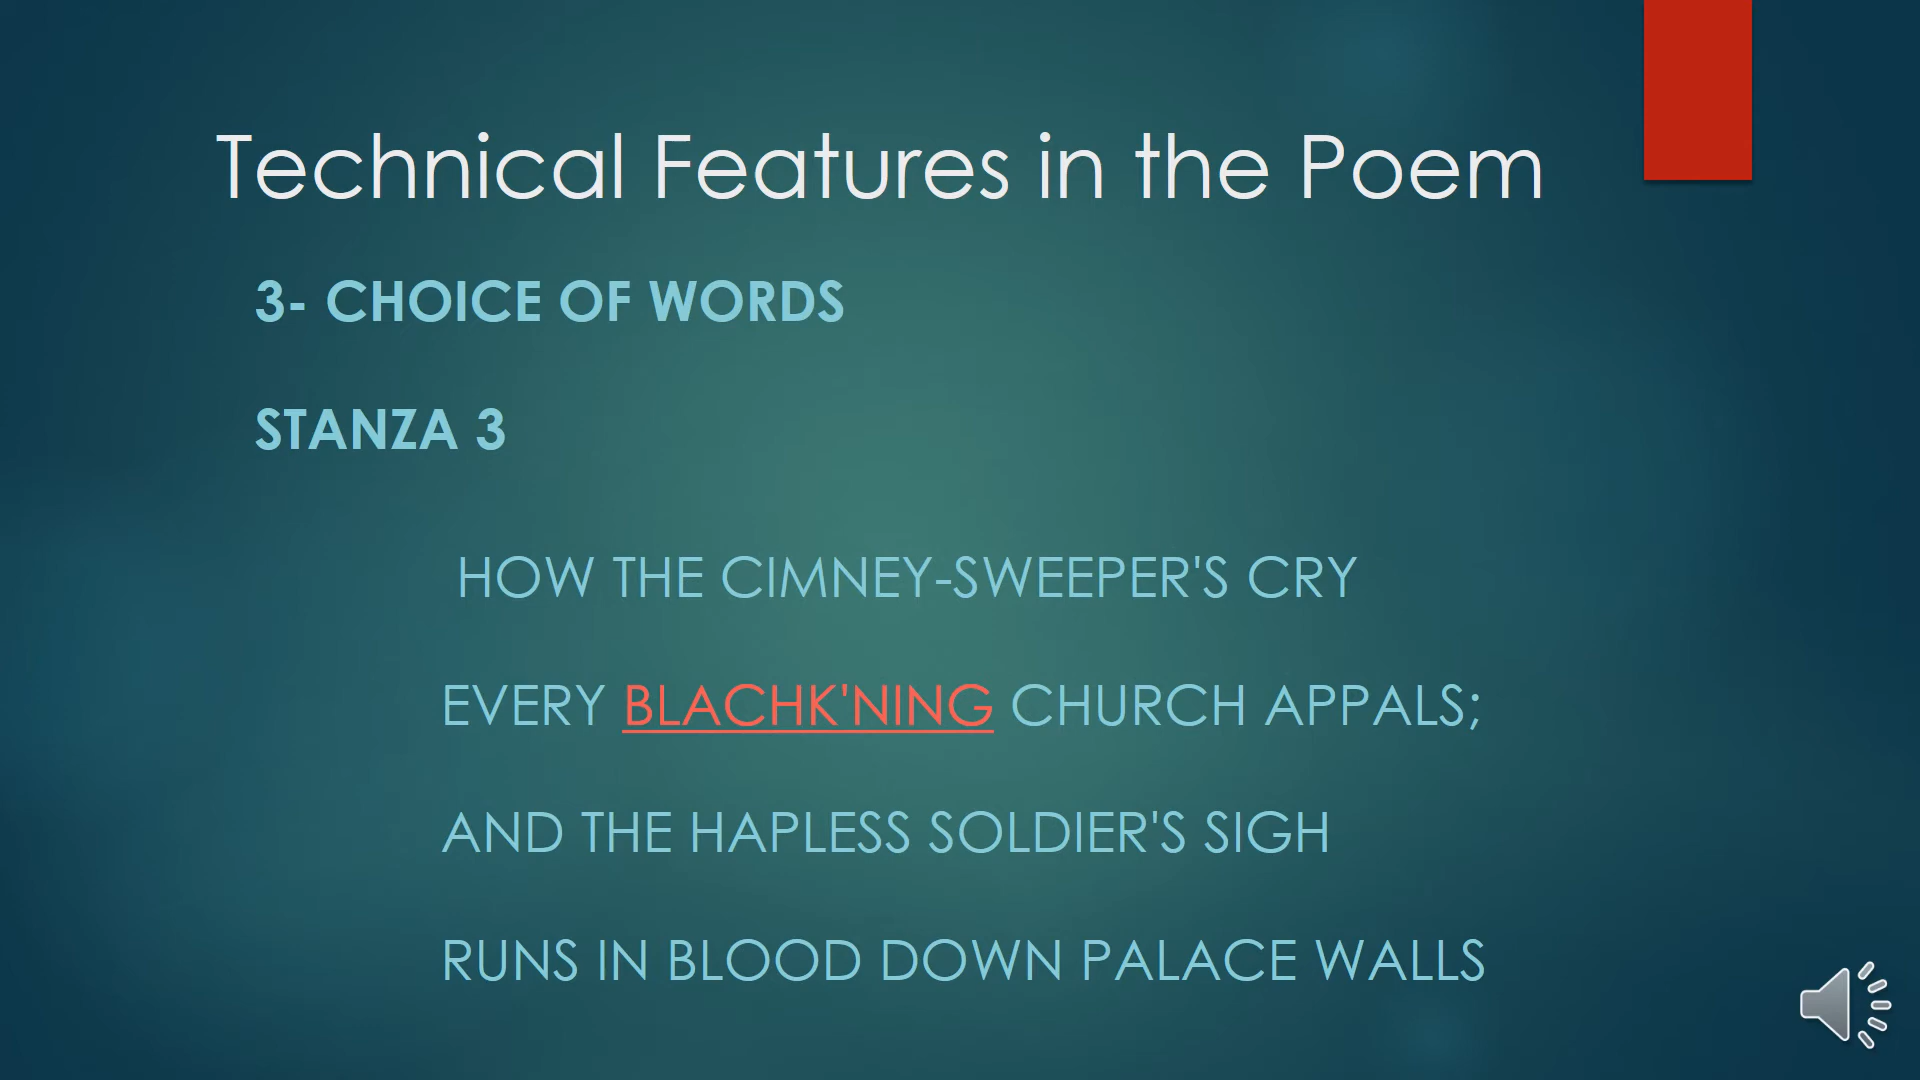 Technical Features in the Poem
3- CHOICE OF WORDS
STANZA 3
HOW THE CIMNEY-SWEEPER'S CRY
EVERY BLACHK'NING CHURCH APPALS;
AND THE HAPLESS SOLDIER'S SIGH
RUNS IN BLOOD DOWN PALACE WALLS